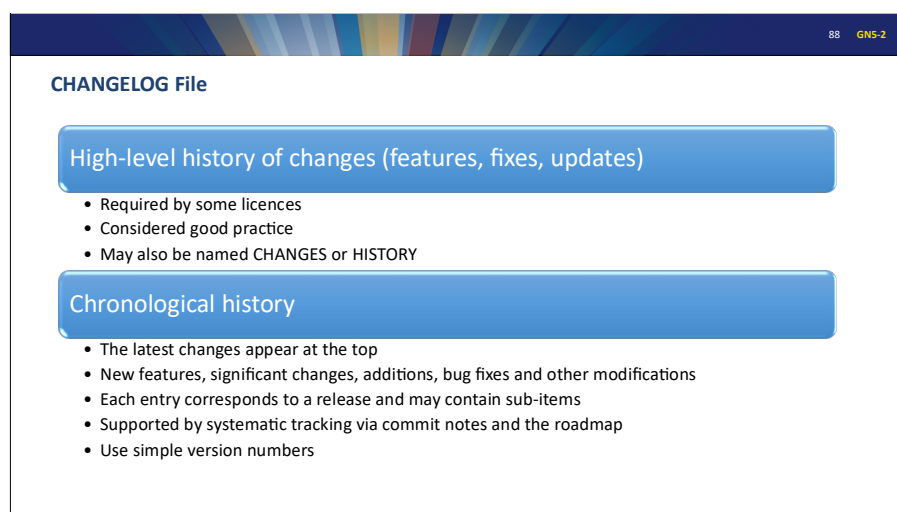 88 GN5-2
CHANGELOG File
High-level history of changes (features, fixes, updates)
• Required by some licences
• Considered good practice
• May also be named CHANGES or HISTORY
Chronological history
• The latest changes appear at the top
• New features, significant changes, additions, bug fixes and other modifications
• Each entry corresponds to a release and may contain sub-items
• Supported by systematic tracking via commit notes and the roadmap
• Use simple version numbers